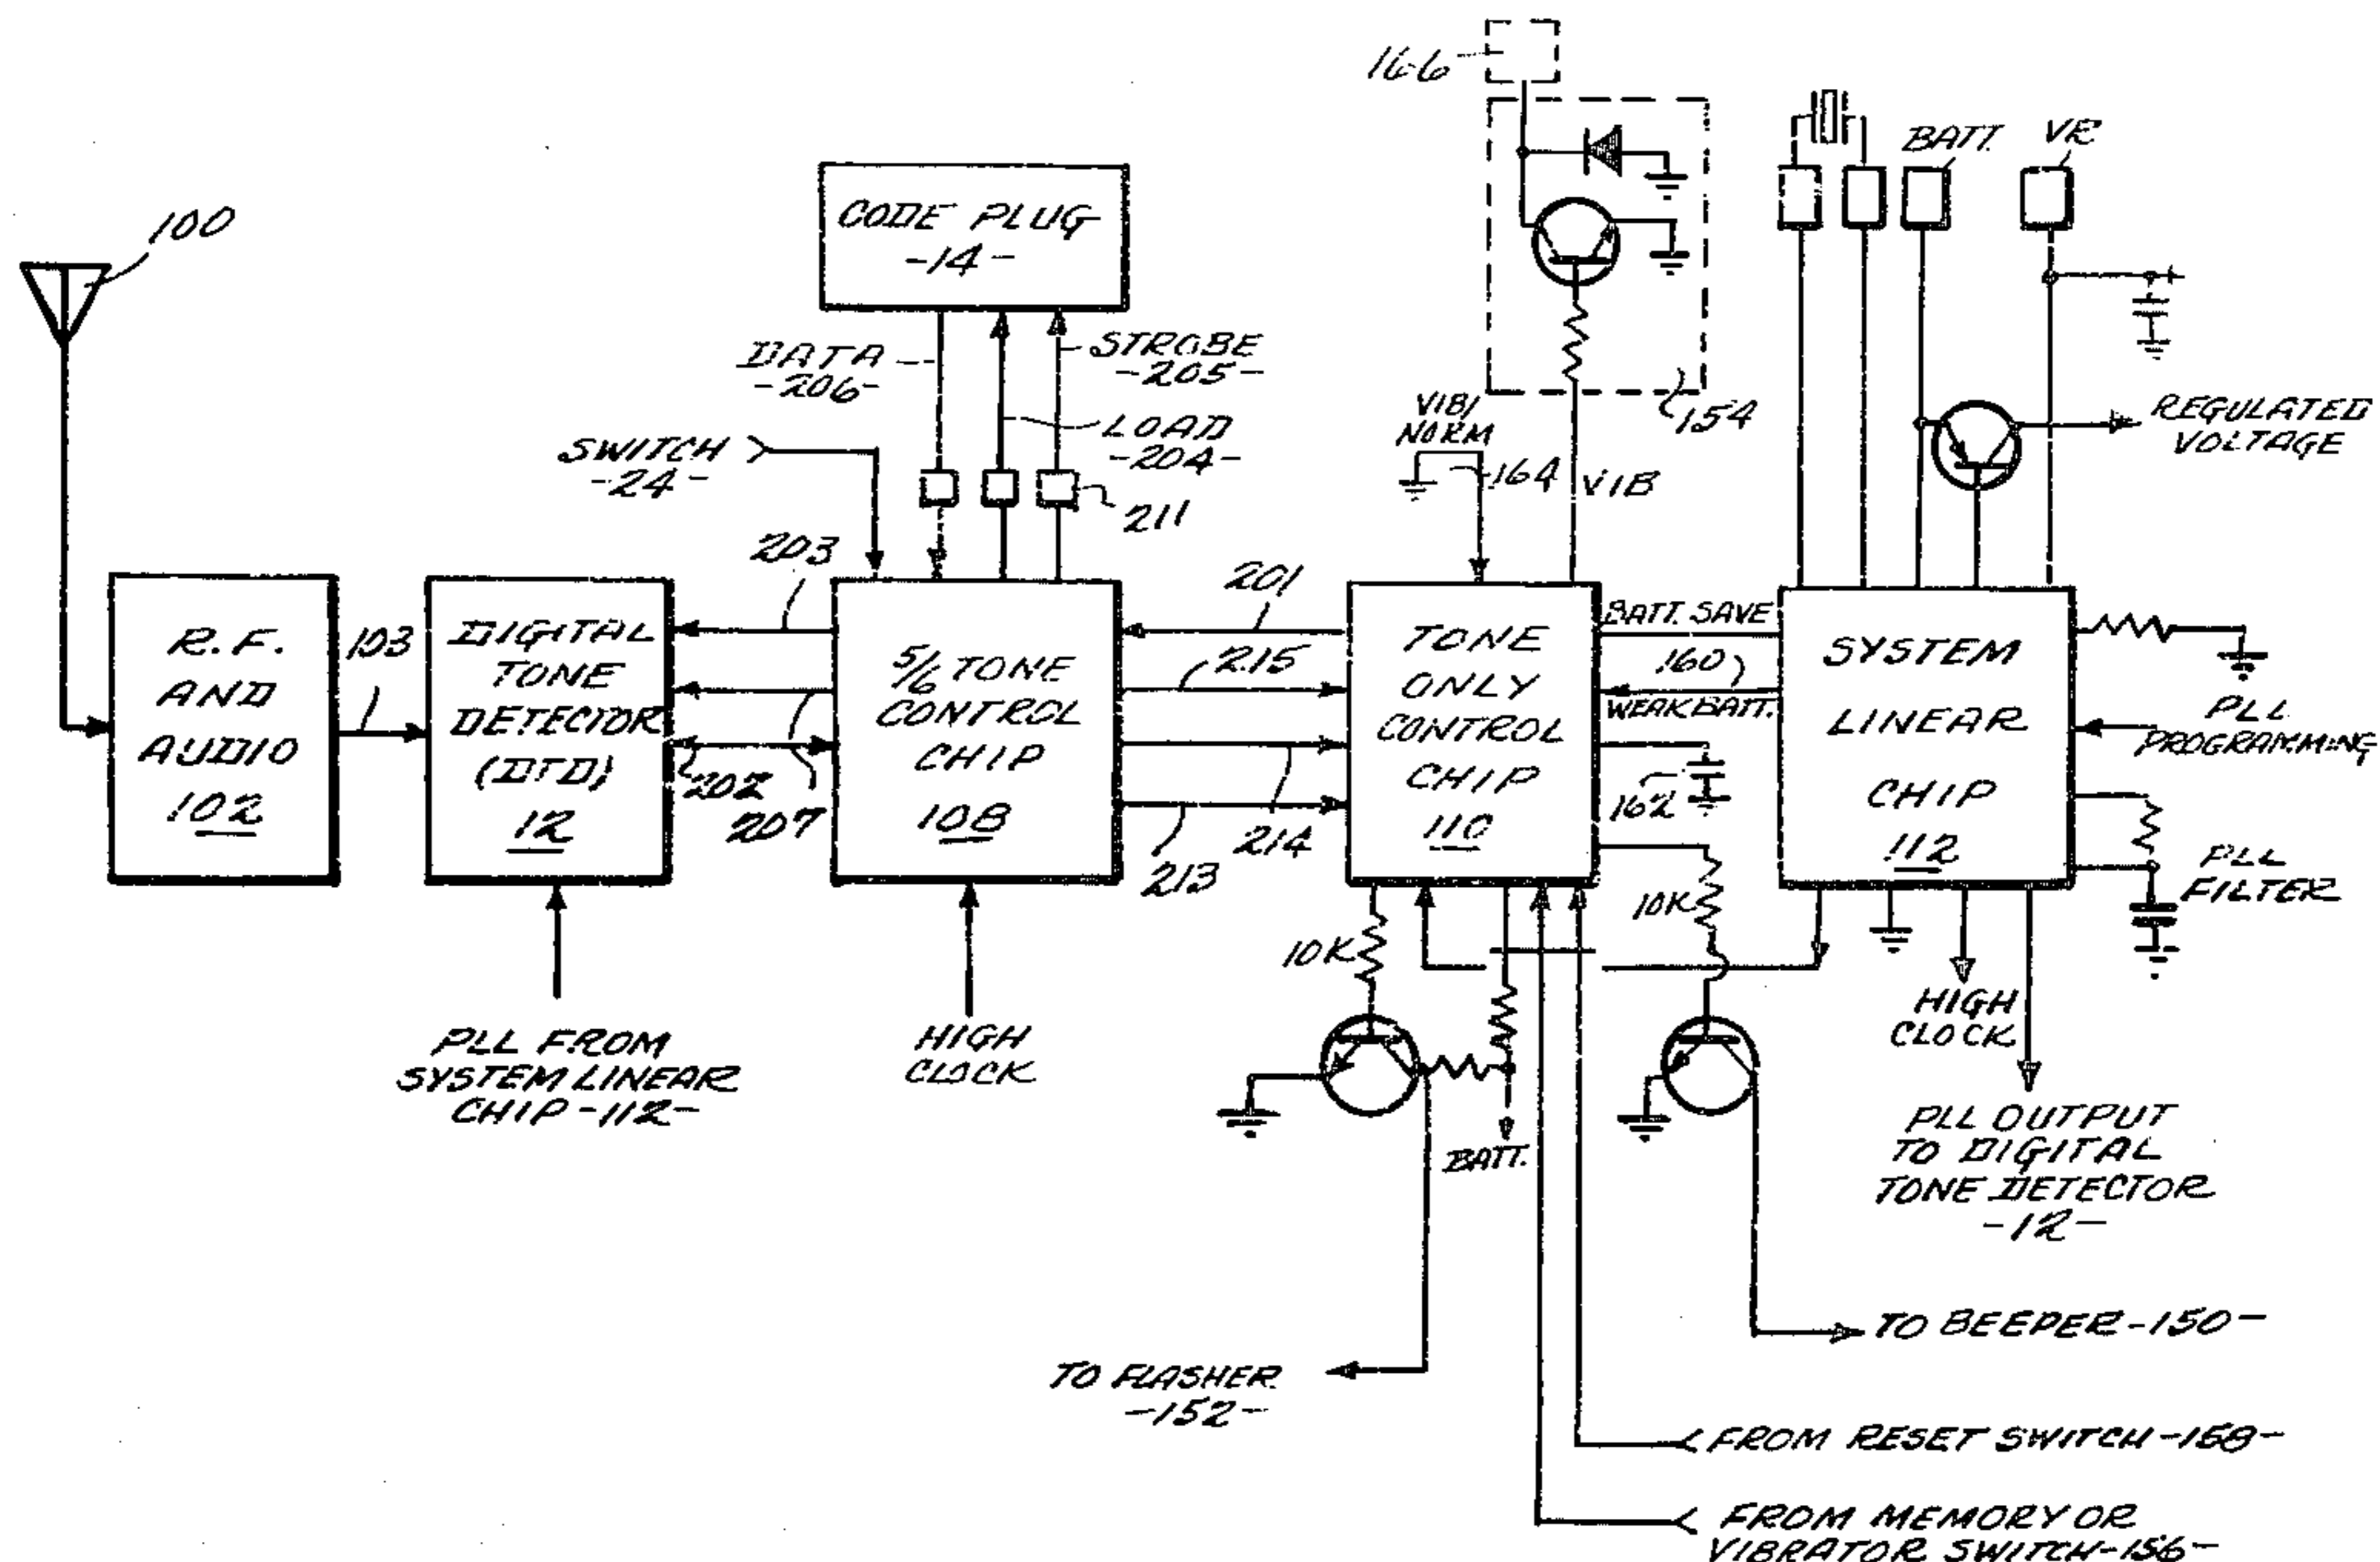 166
BATT.
VR
100
CODE PLUG
-14-
DATA
-206-
STROBE
-205-
LOAD
-204-
211
SWITCH
-24-
VIB/
NORM
164
VIB
154
REGULATED
VOLTAGE
R.F.
AND
AUDIO
102
103
DIGITAL
TONE
DETECTOR
(DTD)
12
203
202
207
5/6 TONE
CONTROL
CHIP
108
201
215
214
213
TONE
ONLY
CONTROL
CHIP
110
BATT. SAVE
160
WEAK BATT.
162
SYSTEM
LINEAR
CHIP
112
PLL
PROGRAMMING
PLL
FILTER
10K
10K
PLL FROM
SYSTEM LINEAR
CHIP -112-
HIGH
CLOCK
BATT.
HIGH
CLOCK
PLL OUTPUT
TO DIGITAL
TONE DETECTOR
-12-
TO BEEPER -150-
TO FLASHER
-152-
FROM RESET SWITCH -158-
FROM MEMORY OR
VIBRATOR SWITCH -156-